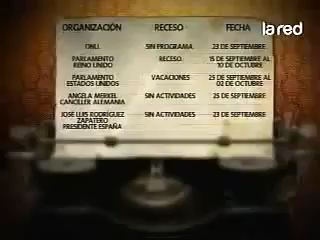 la red
ORGANIZACIÓN RECESO FECHA
ONU SIN PROGRAMA 23 DE SEPTIEMBRE
PARLAMENTO REINO UNIDO RECESO 15 DE SEPTIEMBRE AL 10 DE OCTUBRE
PARLAMENTO ESTADOS UNIDOS VACACIONES 25 DE SEPTIEMBRE AL 02 DE OCTUBRE
ANGELA MERKEL CANCILLER ALEMANIA SIN ACTIVIDADES 25 DE SEPTIEMBRE
JOSÉ LUIS RODRÍGUEZ ZAPATERO PRESIDENTE ESPAÑA SIN ACTIVIDADES 23 DE SEPTIEMBRE